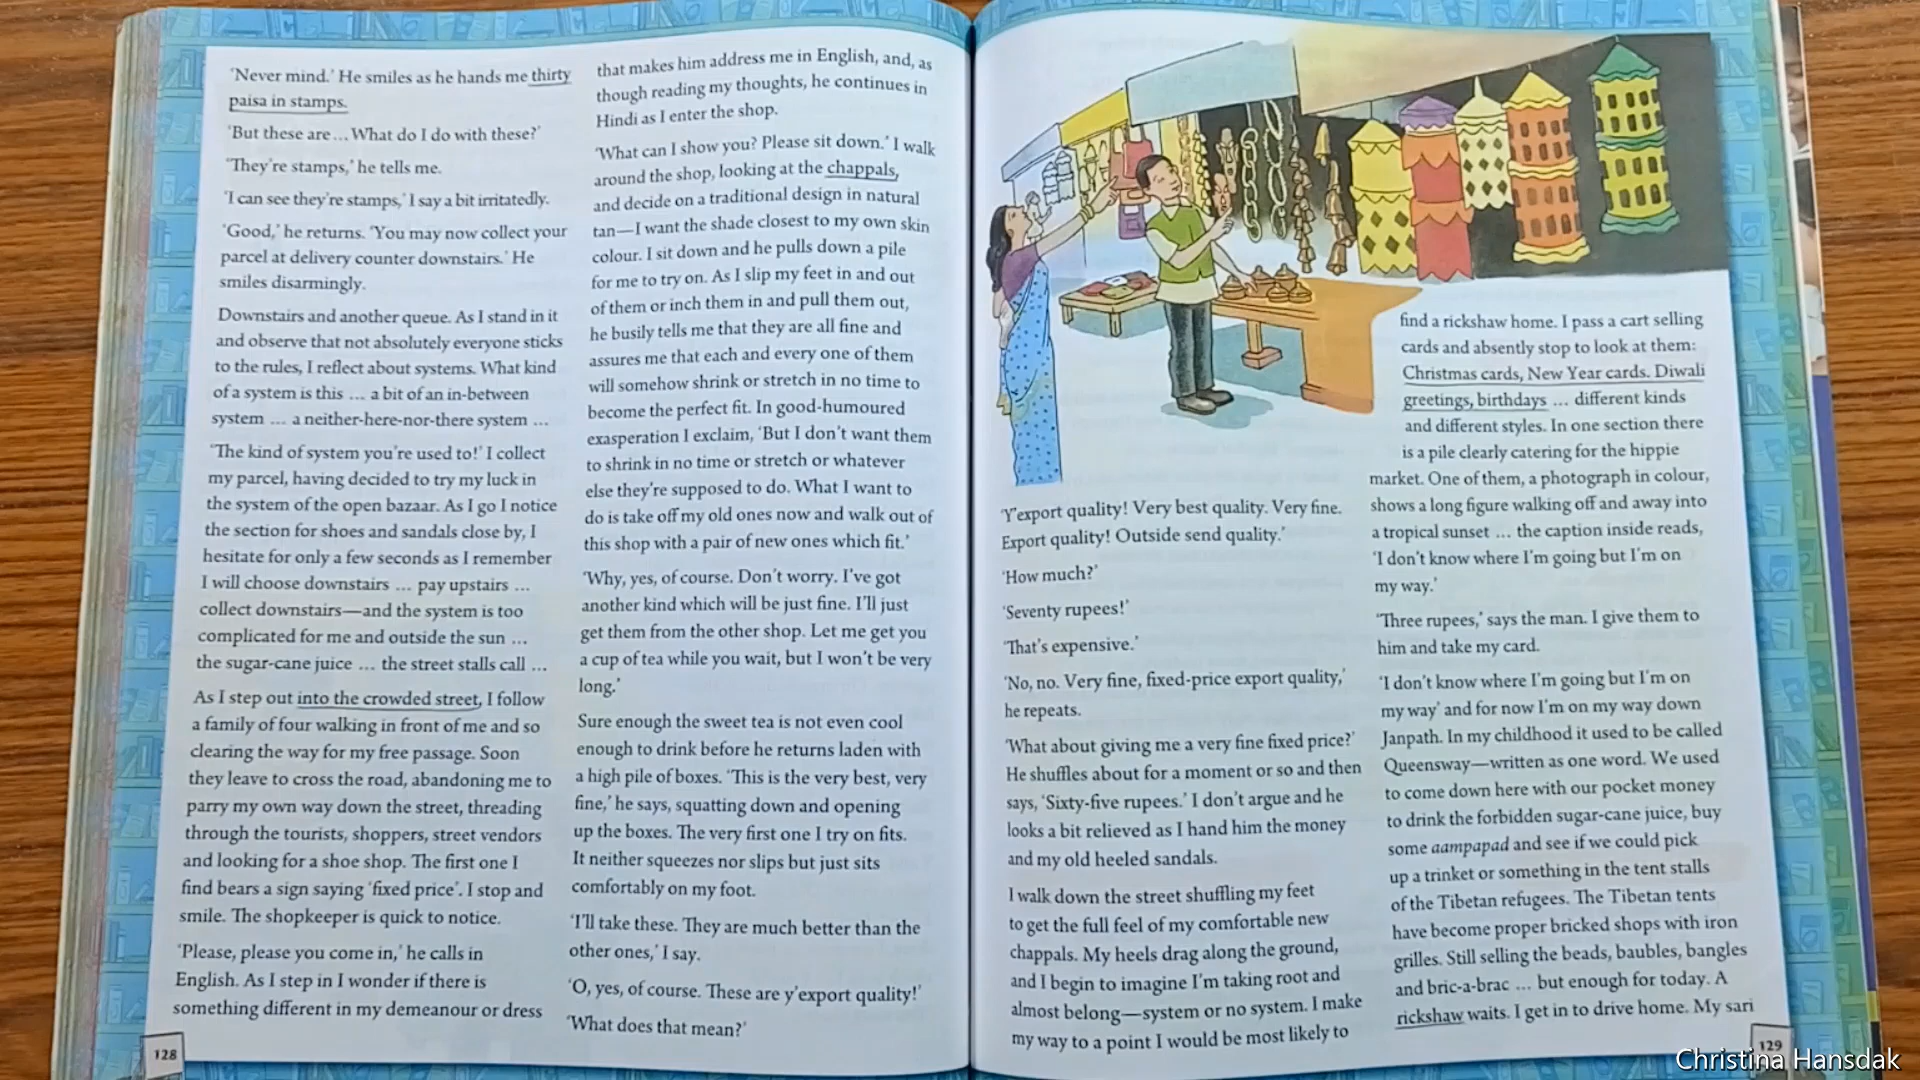 'Never mind.' He smiles as he hands me thirty
paisa in stamps.
'But these are ... What do I do with these?'
'They're stamps,' he tells me.
'I can see they're stamps,' I say a bit irritatedly.
'Good,' he returns. 'You may now collect your
parcel at delivery counter downstairs.' He
smiles disarmingly.
Downstairs and another queue. As I stand in it
and observe that not absolutely everyone sticks
to the rules, I reflect about systems. What kind
of a system is this ... a bit of an in-between
system ... a neither-here-nor-there system ...
'The kind of system you're used to!' I collect
my parcel, having decided to try my luck in
the system of the open bazaar. As I go I notice
the section for shoes and sandals close by, I
hesitate for only a few seconds as I remember
I will choose downstairs ... pay upstairs ...
collect downstairs—and the system is too
complicated for me and outside the sun ...
the sugar-cane juice ... the street stalls call ...
As I step out into the crowded street, I follow
a family of four walking in front of me and so
clearing the way for my free passage. Soon
they leave to cross the road, abandoning me to
parry my own way down the street, threading
through the tourists, shoppers, street vendors
and looking for a shoe shop. The first one I
find bears a sign saying 'fixed price'. I stop and
smile. The shopkeeper is quick to notice.
'Please, please you come in,' he calls in
English. As I step in I wonder if there is
something different in my demeanour or dress
128
that makes him address me in English, and, as
though reading my thoughts, he continues in
Hindi as I enter the shop.
'What can I show you? Please sit down.' I walk
around the shop, looking at the chappals,
and decide on a traditional design in natural
tan—I want the shade closest to my own skin
colour. I sit down and he pulls down a pile
for me to try on. As I slip my feet in and out
of them or inch them in and pull them out,
he busily tells me that they are all fine and
assures me that each and every one of them
will somehow shrink or stretch in no time to
become the perfect fit. In good-humoured
exasperation I exclaim, 'But I don't want them
to shrink in no time or stretch or whatever
else they're supposed to do. What I want to
do is take off my old ones now and walk out of
this shop with a pair of new ones which fit.'
'Why, yes, of course. Don't worry. I've got
another kind which will be just fine. I'll just
get them from the other shop. Let me get you
a cup of tea while you wait, but I won't be very
long.'
Sure enough the sweet tea is not even cool
enough to drink before he returns laden with
a high pile of boxes. 'This is the very best, very
fine,' he says, squatting down and opening
up the boxes. The very first one I try on fits.
It neither squeezes nor slips but just sits
comfortably on my foot.
'I'll take these. They are much better than the
other ones,' I say.
'O, yes, of course. These are y'export quality!'
'What does that mean?'
'Y'export quality! Very best quality. Very fine.
Export quality! Outside send quality.'
'How much?'
'Seventy rupees!'
'That's expensive.'
'No, no. Very fine, fixed-price export quality,'
he repeats.
'What about giving me a very fine fixed price?'
He shuffles about for a moment or so and then
says, 'Sixty-five rupees.' I don't argue and he
looks a bit relieved as I hand him the money
and my old heeled sandals.
I walk down the street shuffling my feet
to get the full feel of my comfortable new
chappals. My heels drag along the ground,
and I begin to imagine I'm taking root and
almost belong—system or no system. I make
my way to a point I would be most likely to
find a rickshaw home. I pass a cart selling
cards and absently stop to look at them:
Christmas cards, New Year cards. Diwali
greetings, birthdays ... different kinds
and different styles. In one section there
is a pile clearly catering for the hippie
market. One of them, a photograph in colour,
shows a long figure walking off and away into
a tropical sunset ... the caption inside reads,
'I don't know where I'm going but I'm on
my way.'
'Three rupees,' says the man. I give them to
him and take my card.
'I don't know where I'm going but I'm on
my way' and for now I'm on my way down
Janpath. In my childhood it used to be called
Queensway—written as one word. We used
to come down here with our pocket money
to drink the forbidden sugar-cane juice, buy
some aampapad and see if we could pick
up a trinket or something in the tent stalls
of the Tibetan refugees. The Tibetan tents
have become proper bricked shops with iron
grilles. Still selling the beads, baubles, bangles
and bric-a-brac ... but enough for today. A
rickshaw waits. I get in to drive home. My sari
129
Christina Hansdak